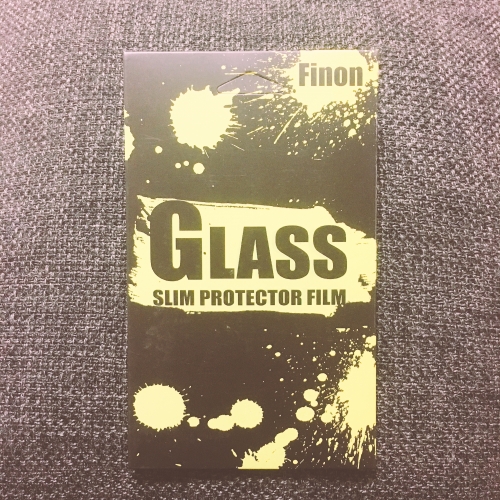 Finon
GLASS
SLIM PROTECTOR FILM